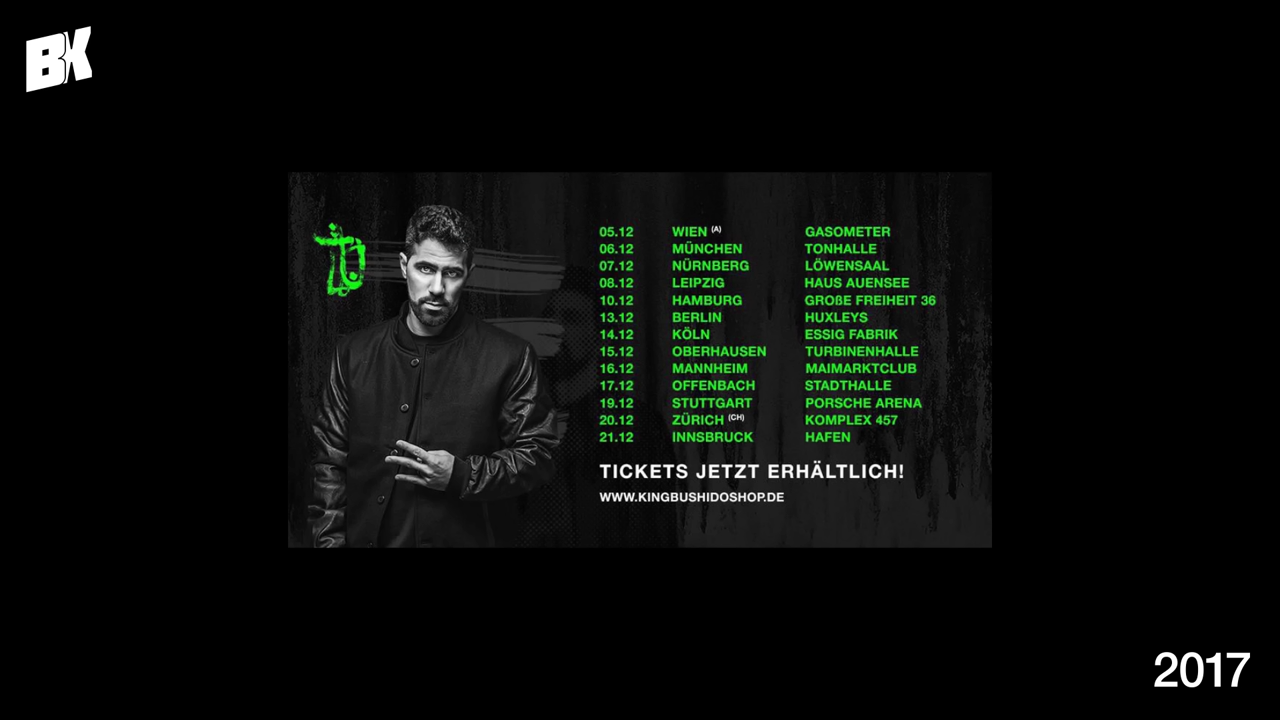 BK
05.12 WIEN (A) GASOMETER
06.12 MÜNCHEN TONHALLE
07.12 NÜRNBERG LÖWENSAAL
08.12 LEIPZIG HAUS AUENSEE
10.12 HAMBURG GROßE FREIHEIT 36
13.12 BERLIN HUXLEYS
14.12 KÖLN ESSIG FABRIK
15.12 OBERHAUSEN TURBINENHALLE
16.12 MANNHEIM MAIMARKTCLUB
17.12 OFFENBACH STADTHALLE
19.12 STUTTGART PORSCHE ARENA
20.12 ZÜRICH (CH) KOMPLEX 457
21.12 INNSBRUCK HAFEN
TICKETS JETZT ERHÄLTLICH!
WWW.KINGBUSHIDOSHOP.DE
2017